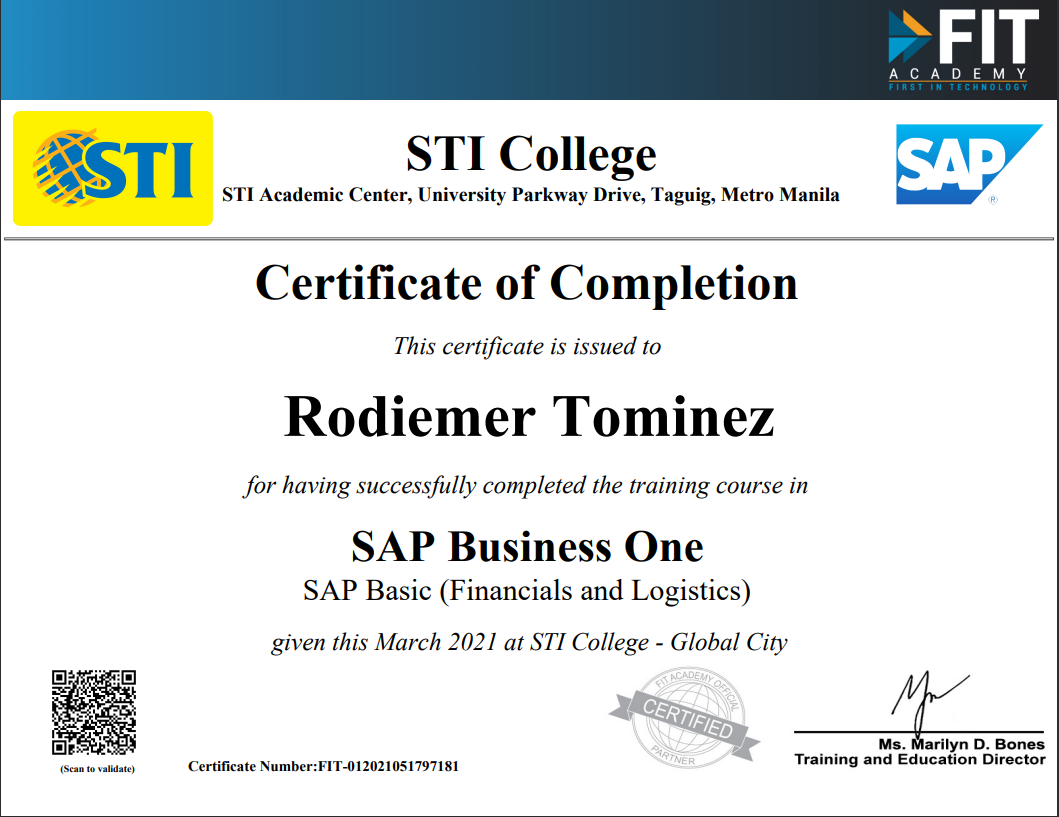 FIT
ACADEMY
FIRST IN TECHNOLOGY
STI
STI College
STI Academic Center, University Parkway Drive, Taguig, Metro Manila
SAP
®
Certificate of Completion
This certificate is issued to
Rodiemer Tominez
for having successfully completed the training course in
SAP Business One
SAP Basic (Financials and Logistics)
given this March 2021 at STI College - Global City
(Scan to validate)
Certificate Number:FIT-012021051797181
FIT ACADEMY OFFICIAL
CERTIFIED
PARTNER
Ms. Marilyn D. Bones
Training and Education Director